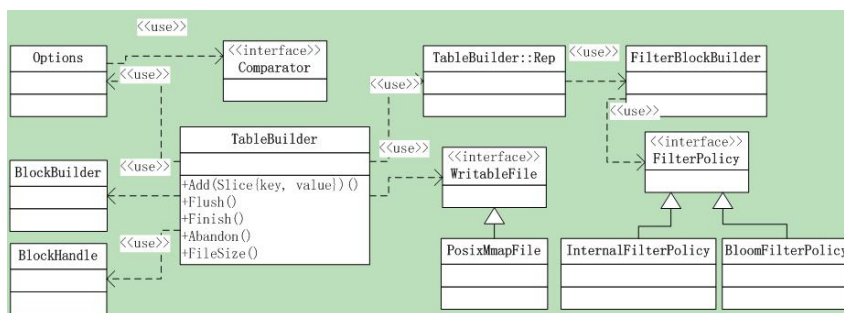 <<use>>
Options
<<interface>>
Comparator
<<use>>
TableBuilder::Rep
<<use>>
FilterBlockBuilder
<<use>>
<<use>>
TableBuilder
<<use>>
<<interface>>
FilterPolicy
BlockBuilder
<<use>>
+Add(Slice{key, value})()
+Flush()
+Finish()
+Abandon()
+FileSize()
<<interface>>
WritableFile
BlockHandle
<<use>>
PosixMmapFile
InternalFilterPolicy
BloomFilterPolicy